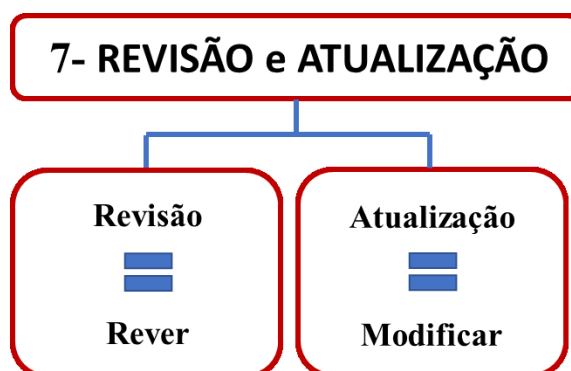 7- REVISÃO e ATUALIZAÇÃO
Revisão
Rever
Atualização
Modificar